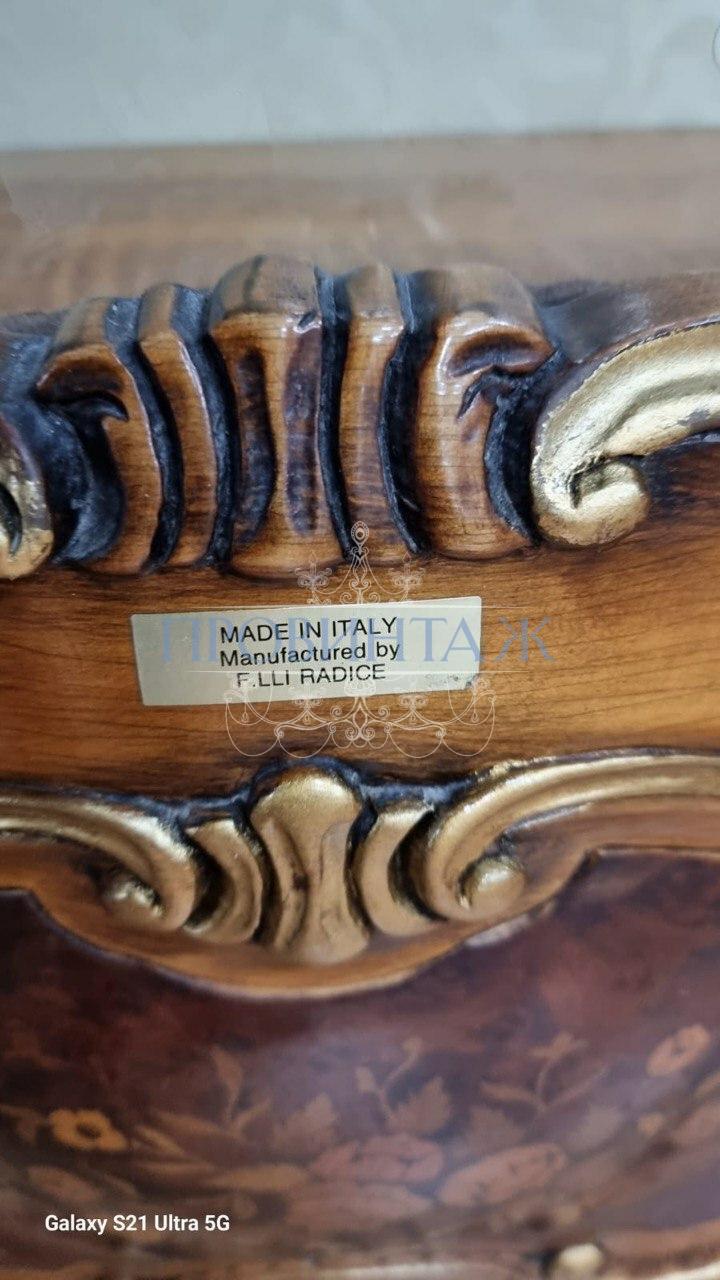 MADE IN ITALY
ПРОВИНТАЖ
Manufactured by
F.LLI RADICE
Galaxy S21 Ultra 5G